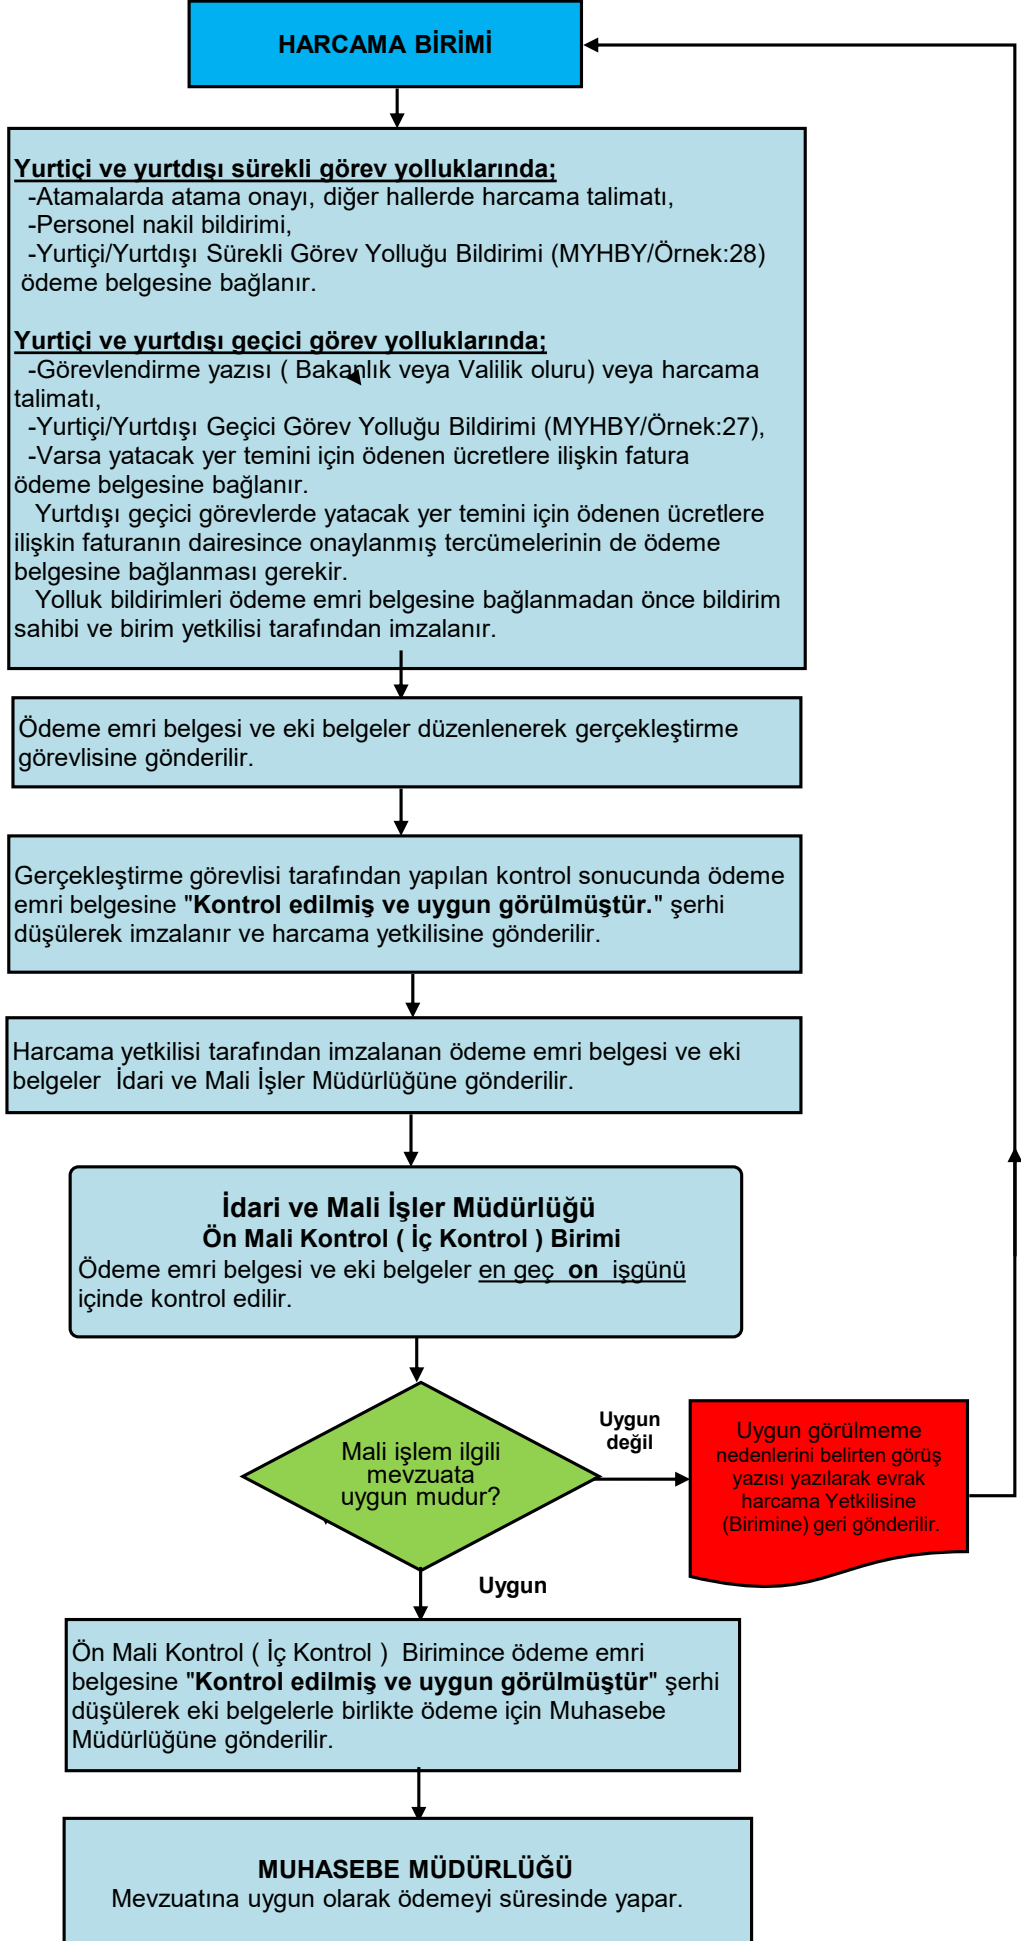 HARCAMA BİRİMİ
Yurtiçi ve yurtdışı sürekli görev yolluklarında;
-Atamalarda atama onayı, diğer hallerde harcama talimatı,
-Personel nakil bildirimi,
-Yurtiçi/Yurtdışı Sürekli Görev Yolluğu Bildirimi (MYHBY/Örnek:28)
ödeme belgesine bağlanır.
Yurtiçi ve yurtdışı geçici görev yolluklarında;
-Görevlendirme yazısı ( Bakanlık veya Valilik oluru) veya harcama
talimatı,
-Yurtiçi/Yurtdışı Geçici Görev Yolluğu Bildirimi (MYHBY/Örnek:27),
-Varsa yatacak yer temini için ödenen ücretlere ilişkin fatura
ödeme belgesine bağlanır.
Yurtdışı geçici görevlerde yatacak yer temini için ödenen ücretlere
ilişkin faturanın dairesince onaylanmış tercümelerinin de ödeme
belgesine bağlanması gerekir.
Yolluk bildirimleri ödeme emri belgesine bağlanmadan önce bildirim
sahibi ve birim yetkilisi tarafından imzalanır.
Ödeme emri belgesi ve eki belgeler düzenlenerek gerçekleştirme
görevlisine gönderilir.
Gerçekleştirme görevlisi tarafından yapılan kontrol sonucunda ödeme
emri belgesine "Kontrol edilmiş ve uygun görülmüştür." şerhi
düşülerek imzalanır ve harcama yetkilisine gönderilir.
Harcama yetkilisi tarafından imzalanan ödeme emri belgesi ve eki
belgeler İdari ve Mali İşler Müdürlüğüne gönderilir.
İdari ve Mali İşler Müdürlüğü
Ön Mali Kontrol ( İç Kontrol ) Birimi
Ödeme emri belgesi ve eki belgeler en geç on işgünü
içinde kontrol edilir.
Mali işlem ilgili
mevzuata
uygun mudur?
Uygun
değil
Uygun görülmeme
nedenlerini belirten görüş
yazısı yazılarak evrak
harcama Yetkilisine
(Birimine) geri gönderilir.
Uygun
Ön Mali Kontrol ( İç Kontrol ) Birimince ödeme emri
belgesine "Kontrol edilmiş ve uygun görülmüştür" şerhi
düşülerek eki belgelerle birlikte ödeme için Muhasebe
Müdürlüğüne gönderilir.
MUHASEBE MÜDÜRLÜĞÜ
Mevzuatına uygun olarak ödemeyi süresinde yapar.